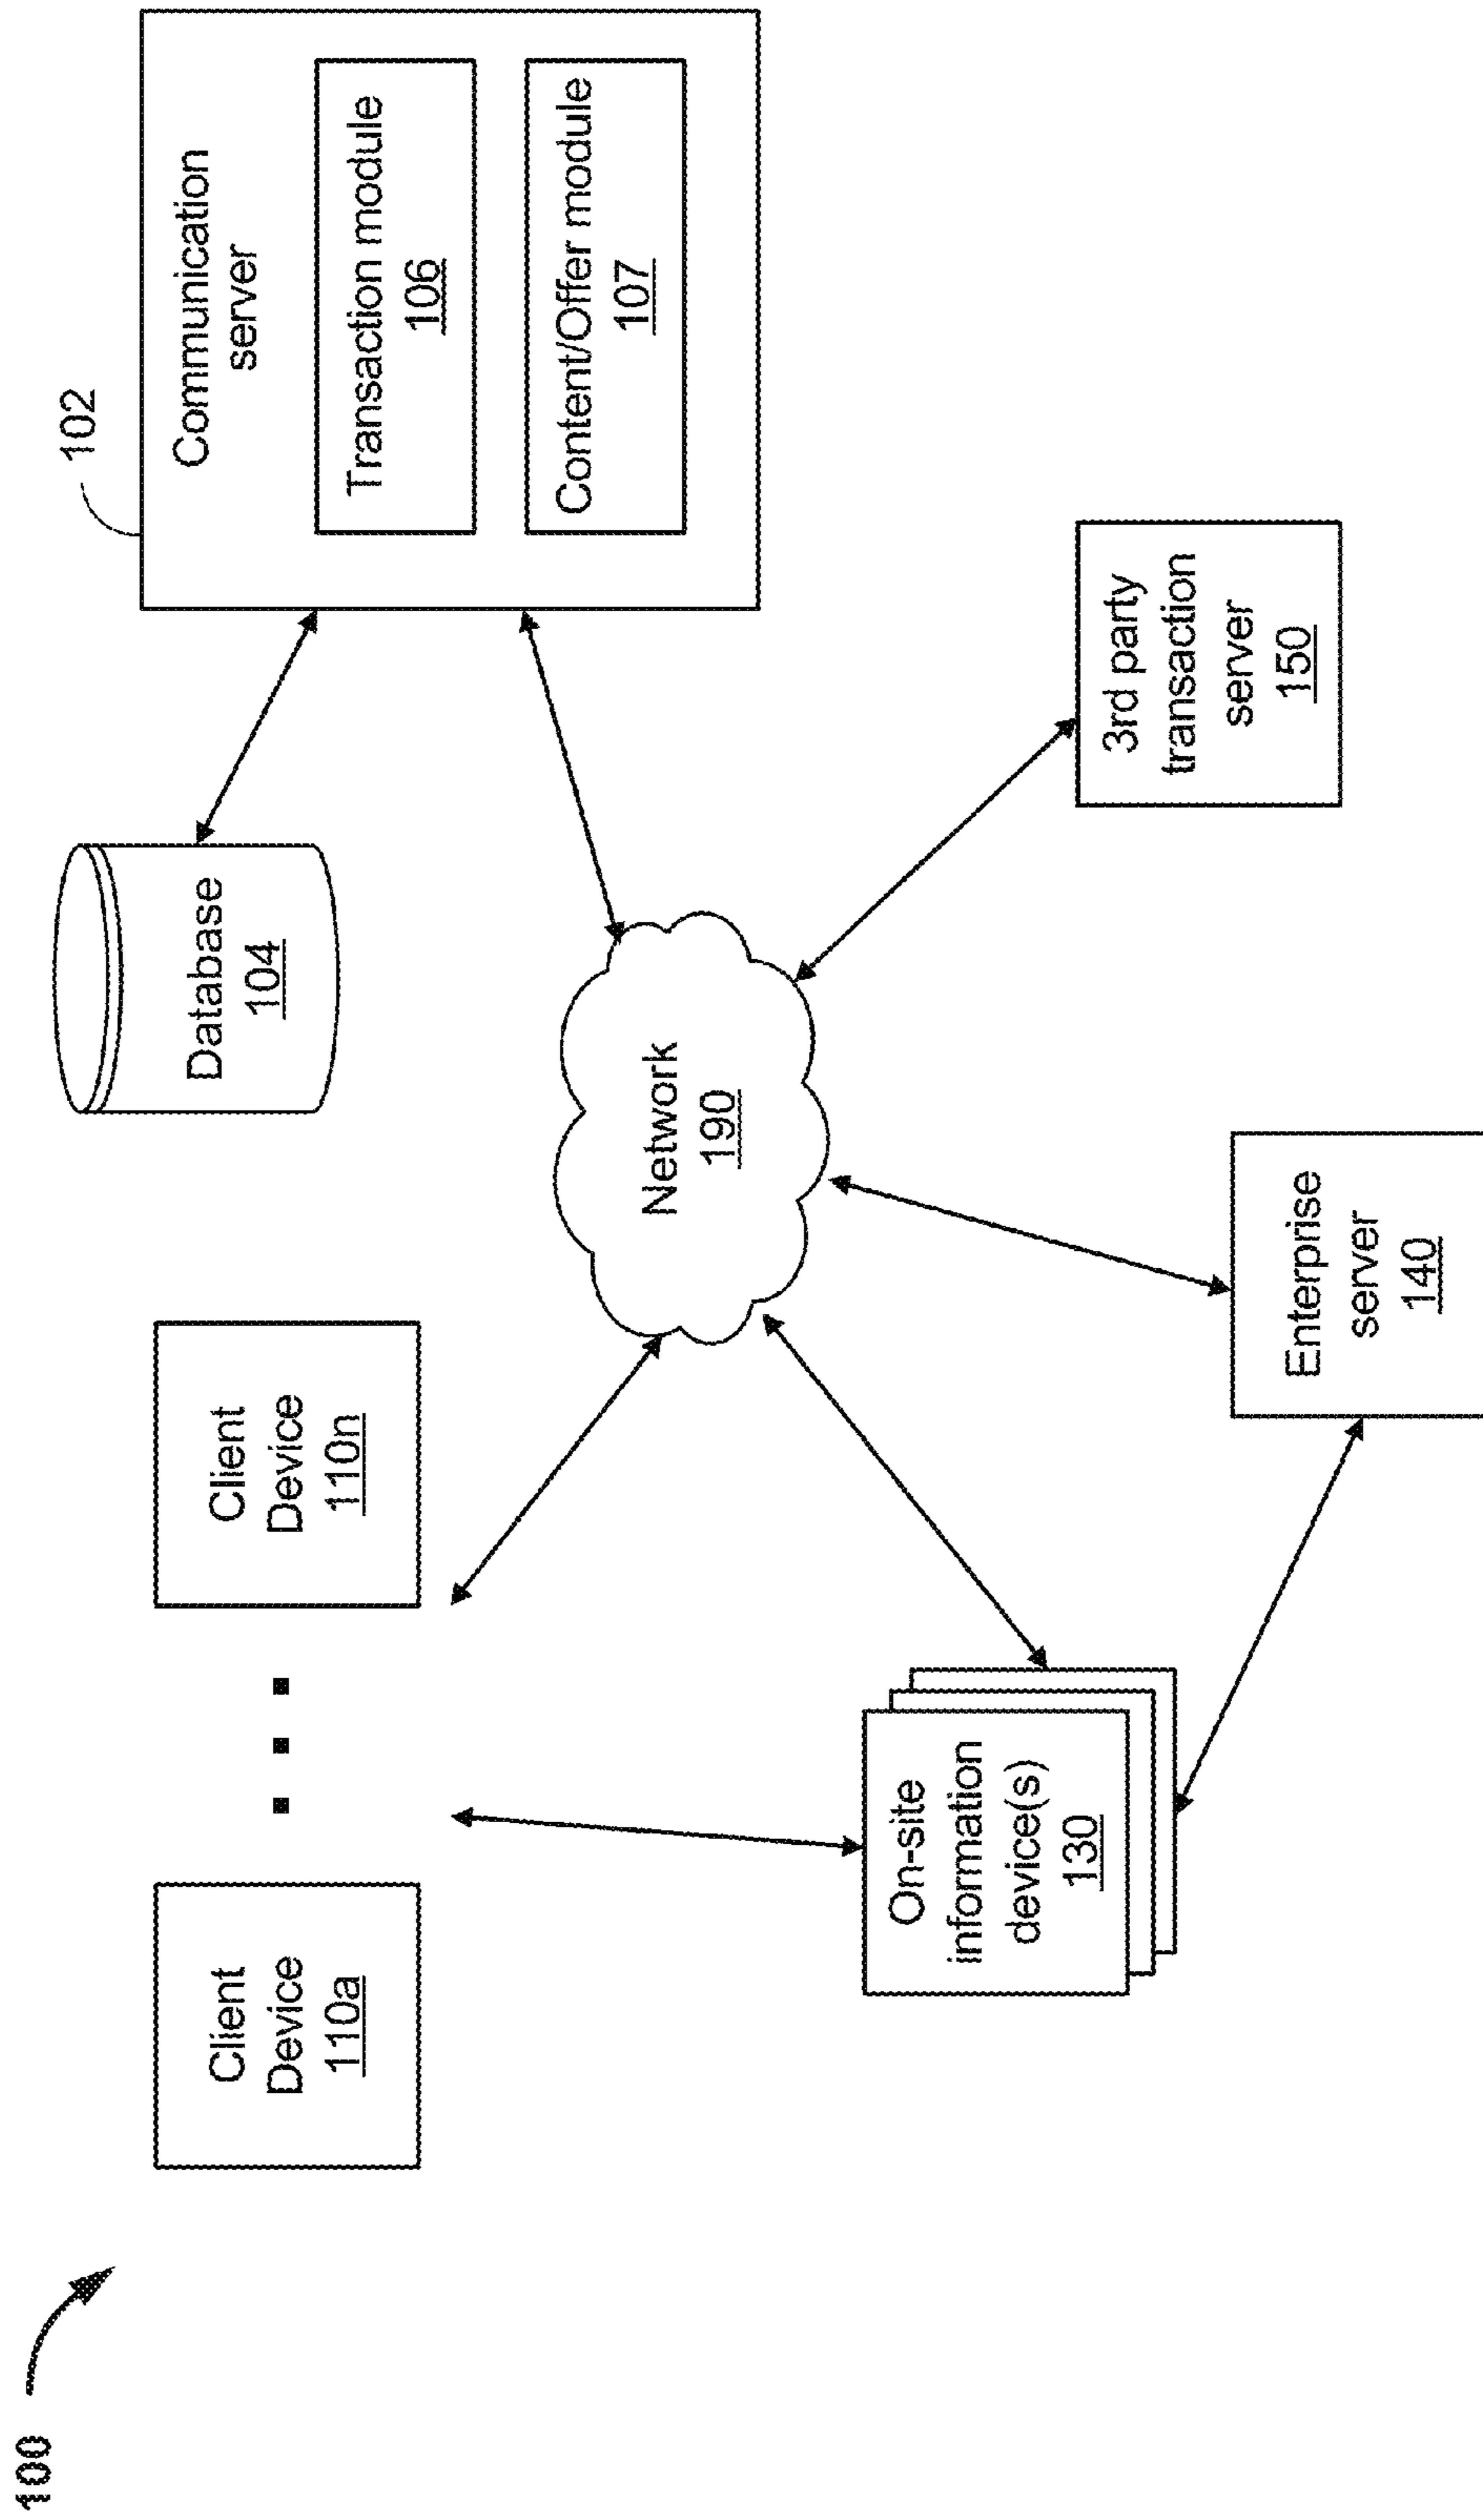 100
Client
Device
110a
Client
Device
110n
Database
104
102
Communication
server
Transaction module
106
Content/Offer module
107
Network
190
On-site
information
device(s)
130
Enterprise
server
140
3rd party
transaction
server
150